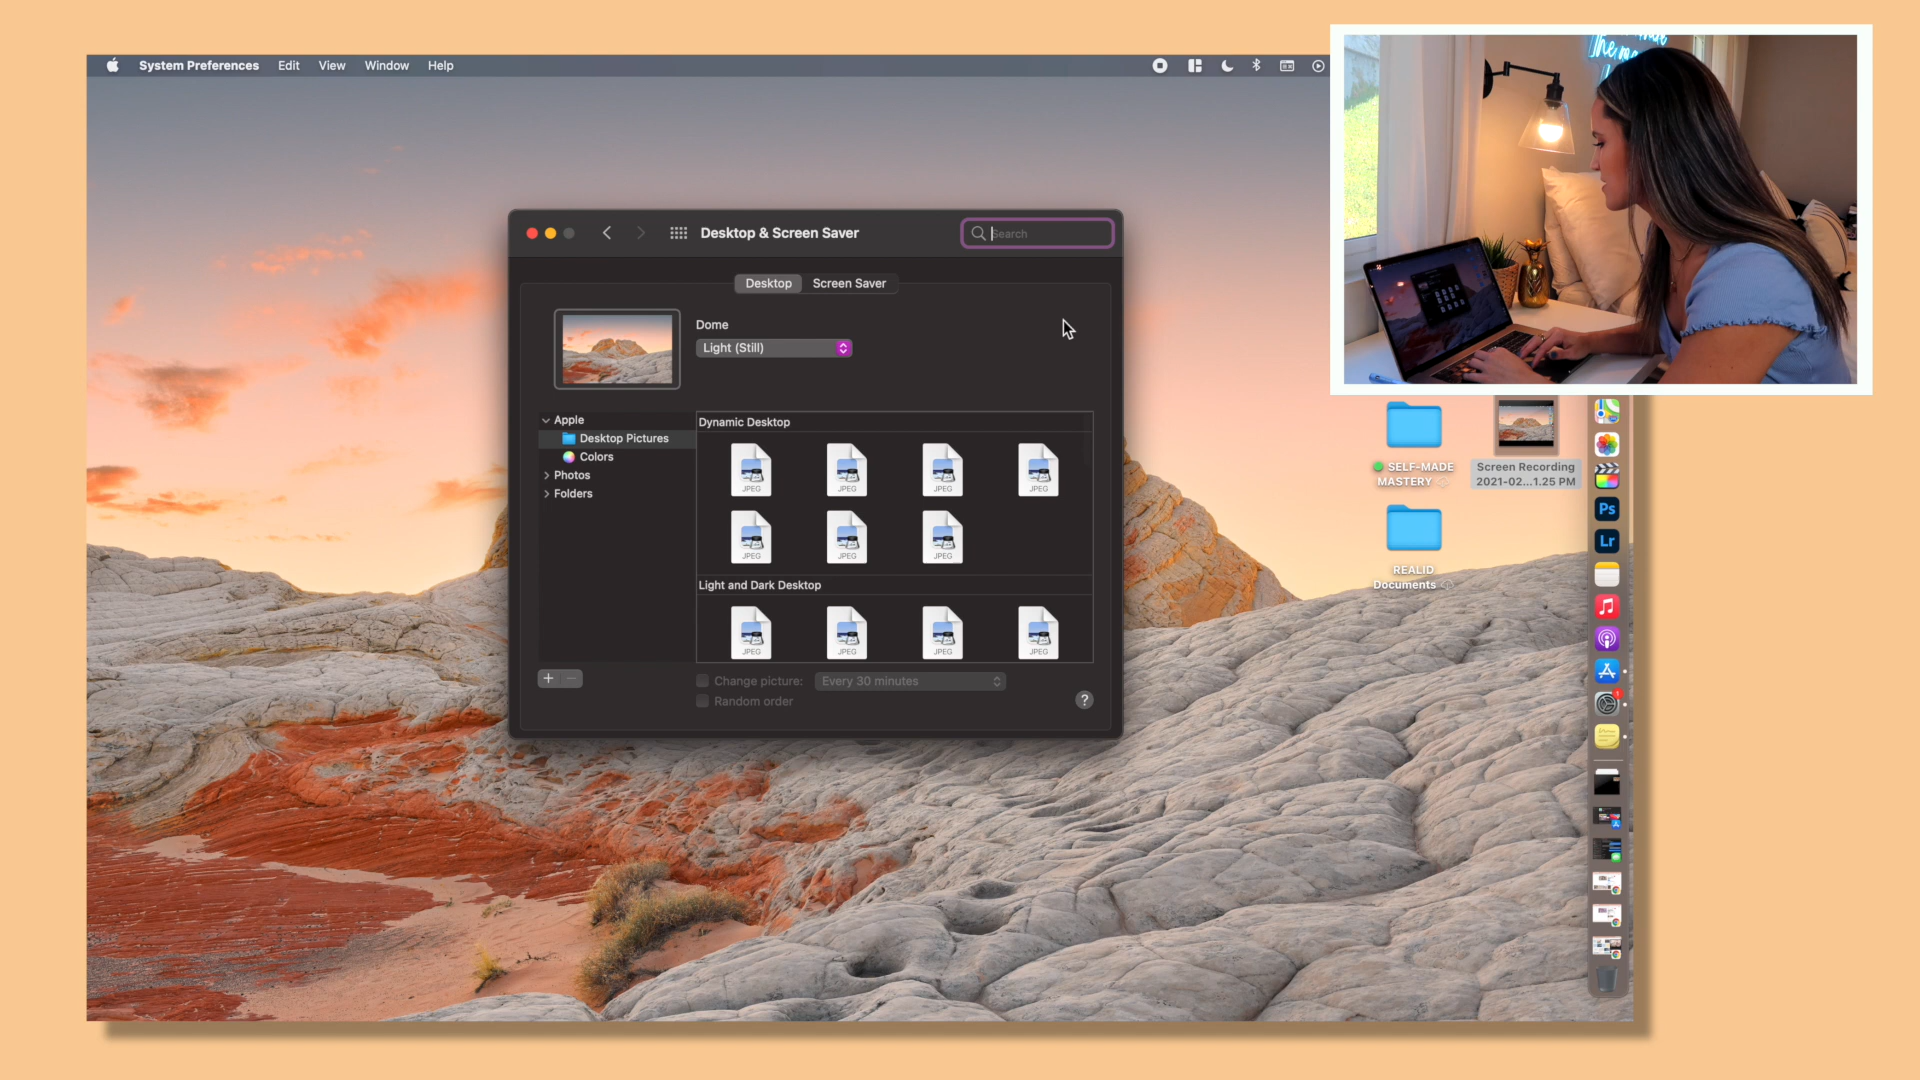 System Preferences Edit View Window Help
Desktop & Screen Saver
Search
Desktop Screen Saver
Dome
Light (Still)
Apple
Desktop Pictures
Colors
Photos
Folders
Dynamic Desktop
JPEG JPEG JPEG JPEG
JPEG JPEG JPEG
Light and Dark Desktop
JPEG JPEG JPEG JPEG
+ −
Change picture: Every 30 minutes
Random order
?
The
SELF-MADE
MASTERY
Screen Recording
2021-02...1.25 PM
REALID
Documents
Ps
Lr
1